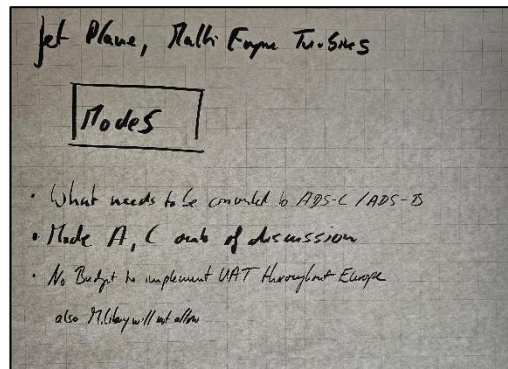 Jet Plane, Multi Engine Turbines
Mode S
· What needs to be converted to ADS-C / ADS-B
· Mode A, C out of discussion
· No Budget to implement UAT throughout Europe
also Military will not allow